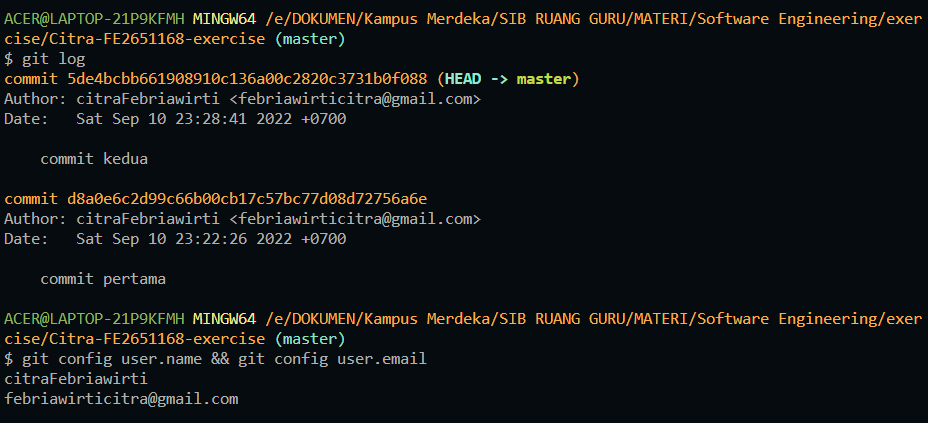 ACER@LAPTOP-21P9KFMH MINGW64 /e/DOKUMEN/Kampus Merdeka/SIB RUANG GURU/MATERI/Software Engineering/exer
cise/Citra-FE2651168-exercise (master)
$ git log
commit 5de4bcbb661908910c136a00c2820c3731b0f088 (HEAD -> master)
Author: citraFebriawirti <febriawirticitra@gmail.com>
Date:   Sat Sep 10 23:28:41 2022 +0700
    commit kedua
commit d8a0e6c2d99c66b00cb17c57bc77d08d72756a6e
Author: citraFebriawirti <febriawirticitra@gmail.com>
Date:   Sat Sep 10 23:22:26 2022 +0700
    commit pertama
ACER@LAPTOP-21P9KFMH MINGW64 /e/DOKUMEN/Kampus Merdeka/SIB RUANG GURU/MATERI/Software Engineering/exer
cise/Citra-FE2651168-exercise (master)
$ git config user.name && git config user.email
citraFebriawirti
febriawirticitra@gmail.com